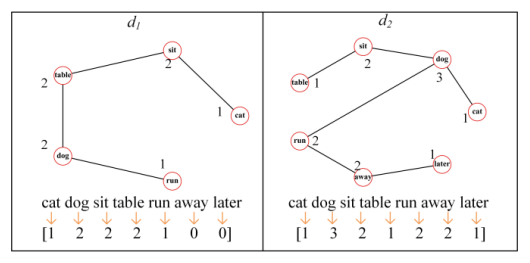 d1
sit
2
table
2
cat
1
2
dog
1
run
cat dog sit table run away later
[1 2 2 2 1 0 0]
d2
sit
2
dog
3
table
1
cat
1
run
2
2
away
1
later
cat dog sit table run away later
[1 3 2 1 2 2 1]